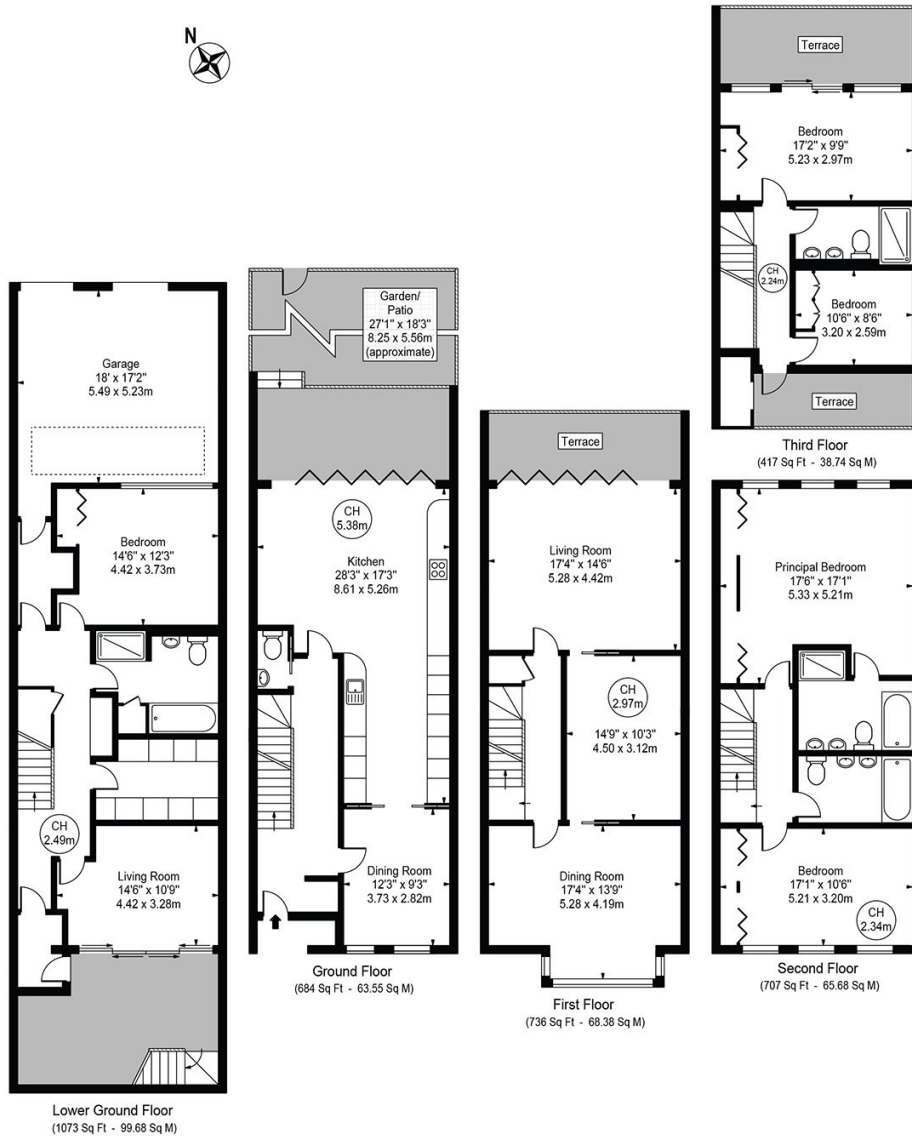 N
Garage
18' x 17'2"
5.49 x 5.23m
Bedroom
14'6" x 12'3"
4.42 x 3.73m
CH
2.49m
Living Room
14'6" x 10'9"
4.42 x 3.28m
Lower Ground Floor
(1073 Sq Ft - 99.68 Sq M)
Garden/
Patio
27'1" x 18'3"
8.25 x 5.56m
(approximate)
CH
5.38m
Kitchen
28'3" x 17'3"
8.61 x 5.26m
Dining Room
12'3" x 9'3"
3.73 x 2.82m
Ground Floor
(684 Sq Ft - 63.55 Sq M)
Terrace
Living Room
17'4" x 14'6"
5.28 x 4.42m
CH
2.97m
14'9" x 10'3"
4.50 x 3.12m
Dining Room
17'4" x 13'9"
5.28 x 4.19m
First Floor
(736 Sq Ft - 68.38 Sq M)
Terrace
Bedroom
17'2" x 9'9"
5.23 x 2.97m
CH
2.24m
Bedroom
10'6" x 8'6"
3.20 x 2.59m
Terrace
Third Floor
(417 Sq Ft - 38.74 Sq M)
Principal Bedroom
17'6" x 17'1"
5.33 x 5.21m
Bedroom
17'1" x 10'6"
5.21 x 3.20m
CH
2.34m
Second Floor
(707 Sq Ft - 65.68 Sq M)